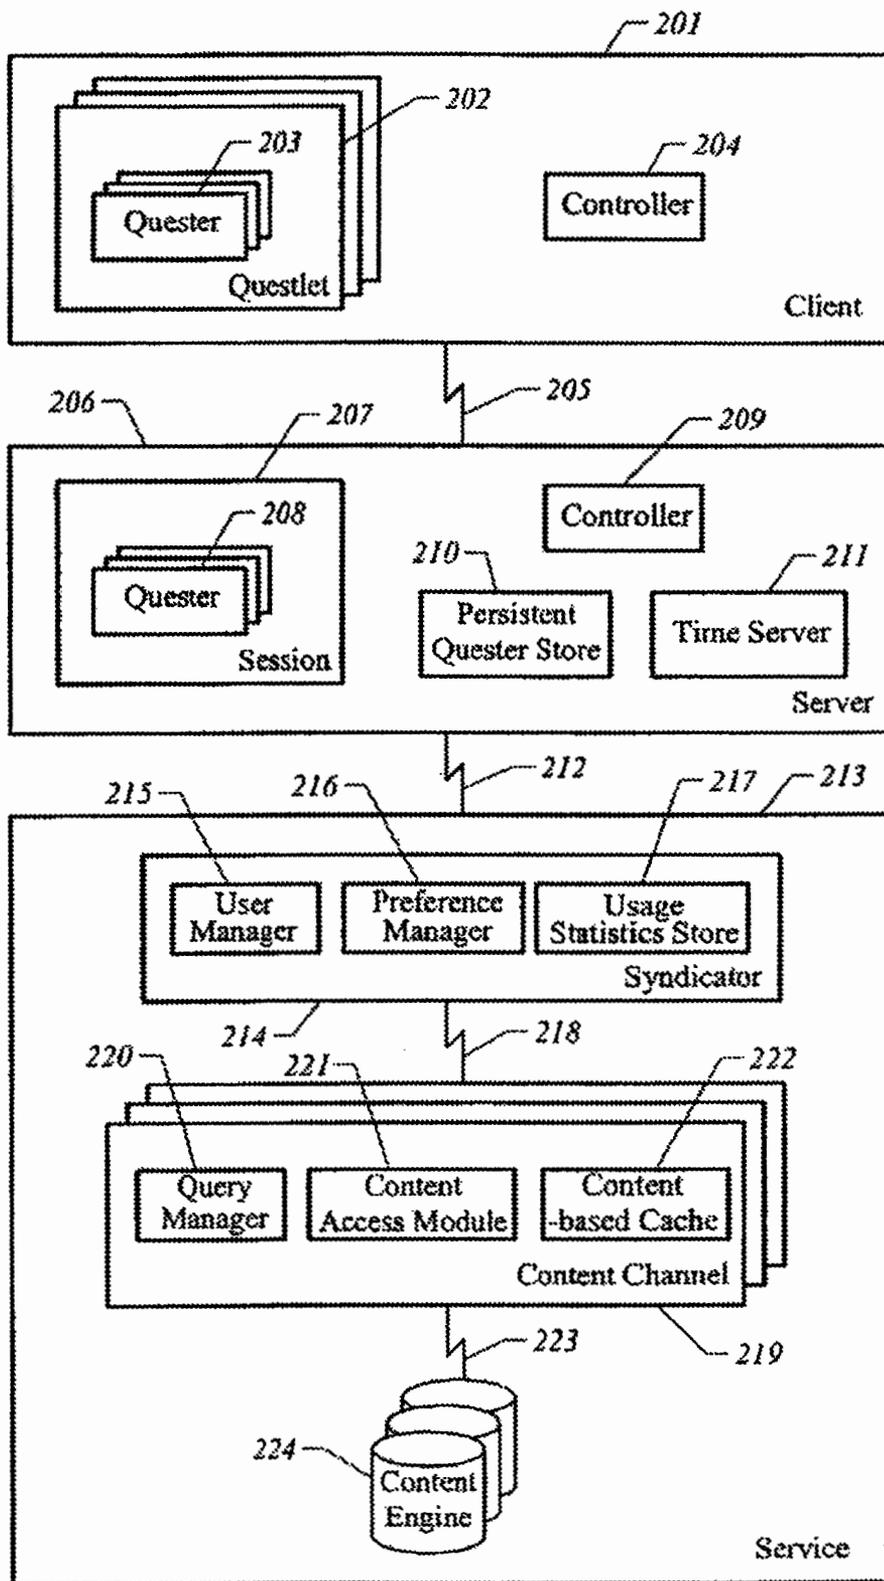 201
202
203
204
Quester
Controller
Questlet
Client
205
206
207
209
208
Controller
210
211
Quester
Persistent
Quester Store
Time Server
Session
Server
212
213
215
216
217
User
Manager
Preference
Manager
Usage
Statistics Store
Syndicator
214
218
220
221
222
Query
Manager
Content
Access Module
Content
-based Cache
Content Channel
223
219
224
Content
Engine
Service